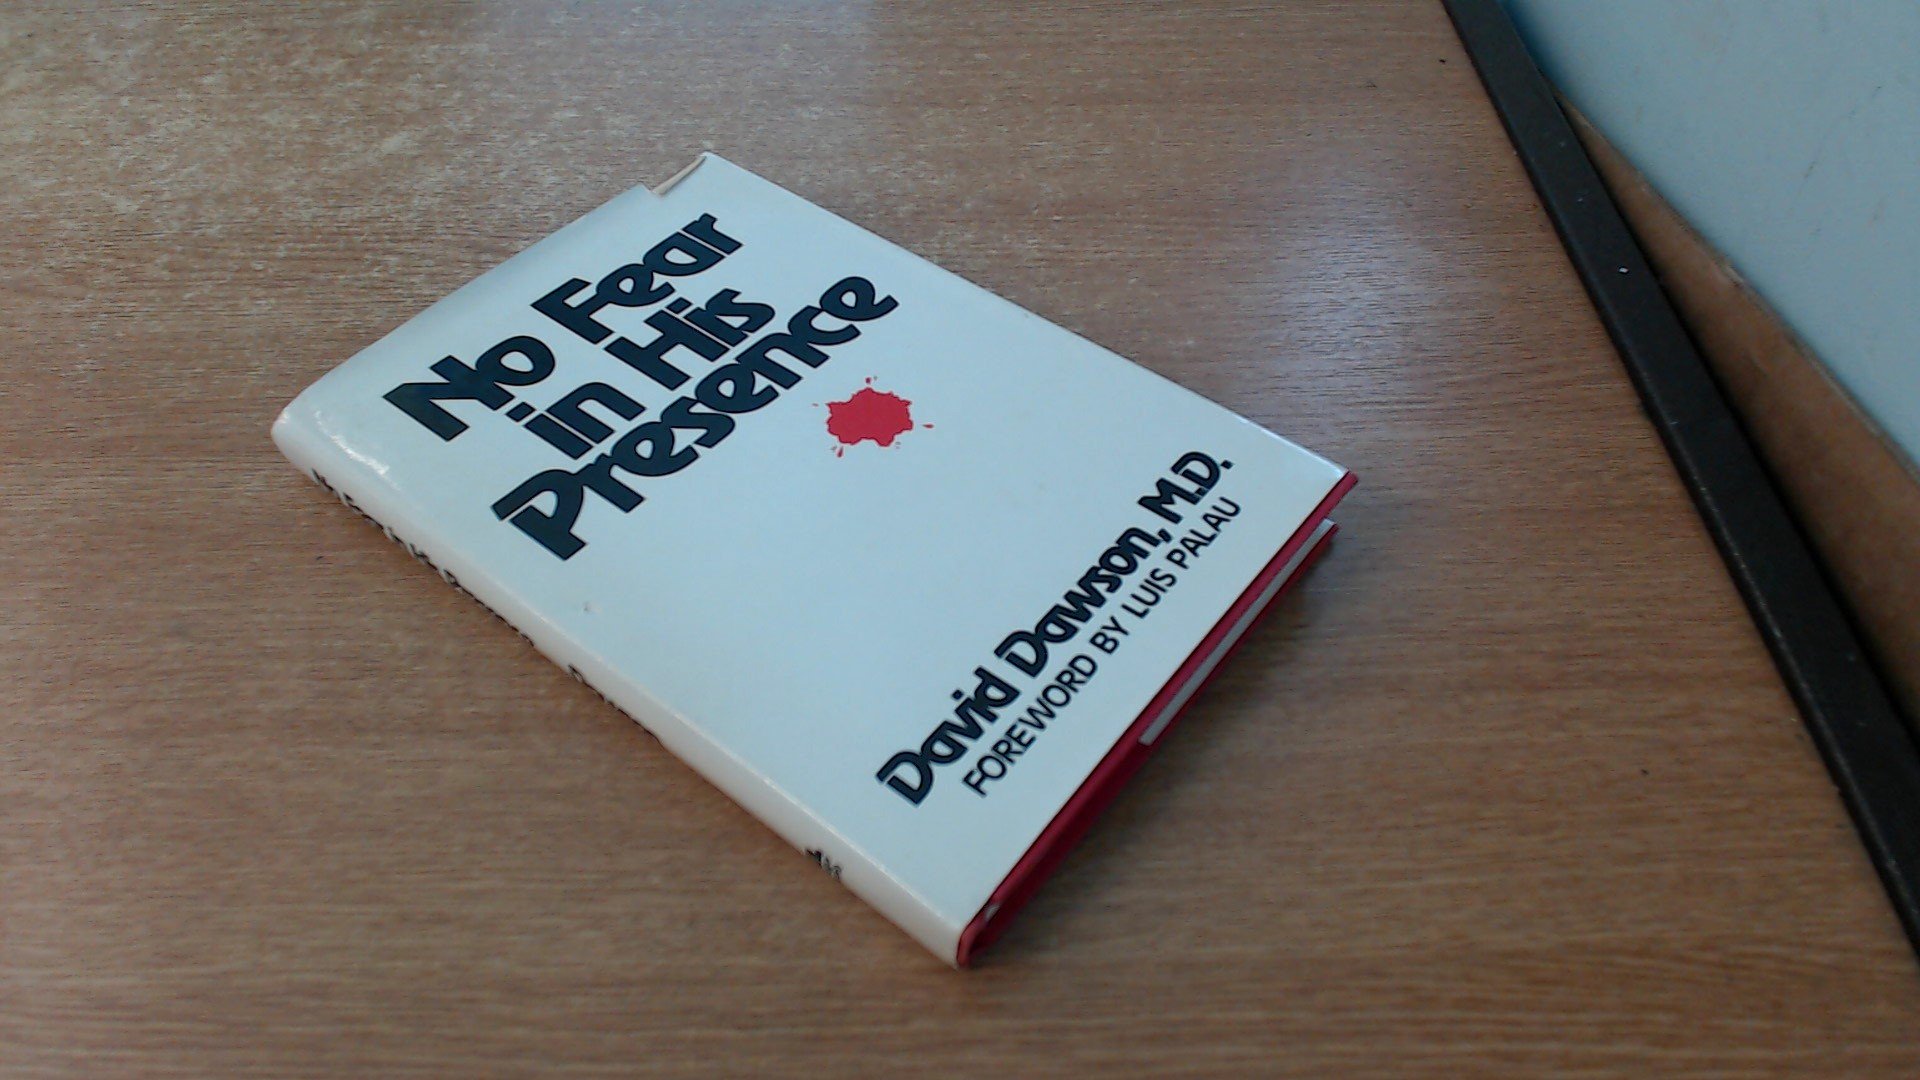 No Fear
in His
Presence
David Dawson, M.D.
FOREWORD BY LUIS PALAU